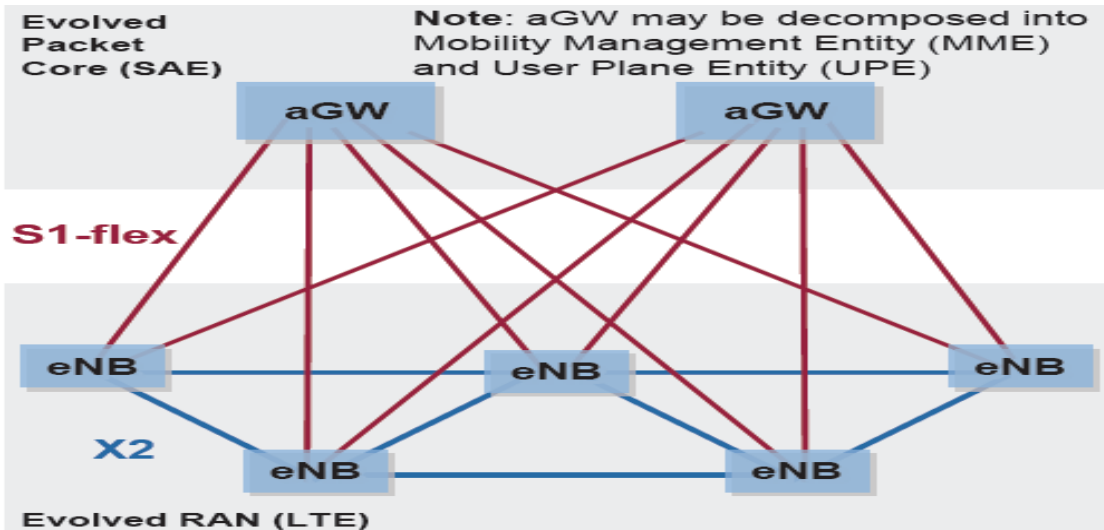 Evolved
Packet
Core (SAE)
Note: aGW may be decomposed into
Mobility Management Entity (MME)
and User Plane Entity (UPE)
aGW
aGW
S1-flex
eNB
eNB
eNB
X2
eNB
eNB
Evolved RAN (LTE)